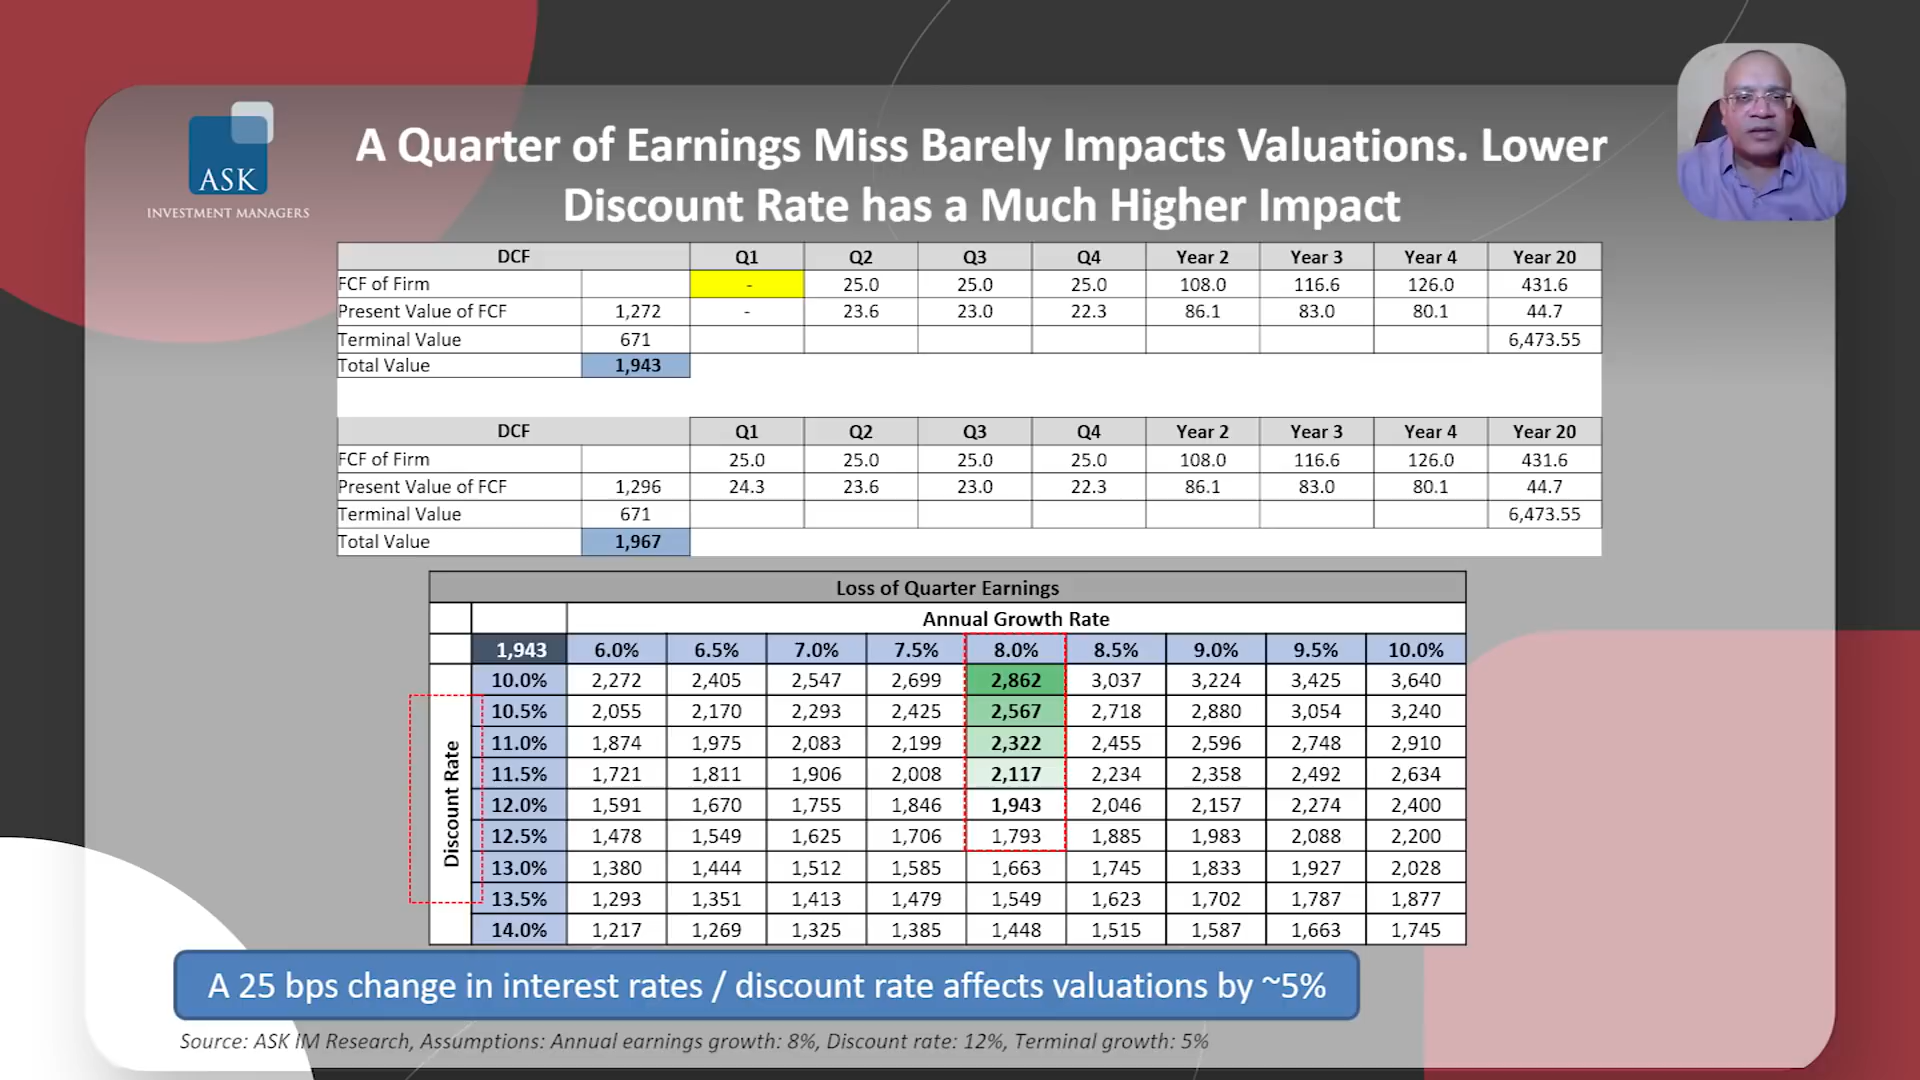 ASK
INVESTMENT MANAGERS
A Quarter of Earnings Miss Barely Impacts Valuations. Lower
Discount Rate has a Much Higher Impact
DCF Q1 Q2 Q3 Q4 Year 2 Year 3 Year 4 Year 20
FCF of Firm - 25.0 25.0 25.0 108.0 116.6 126.0 431.6
Present Value of FCF 1,272 - 23.6 23.0 22.3 86.1 83.0 80.1 44.7
Terminal Value 671 6,473.55
Total Value 1,943
DCF Q1 Q2 Q3 Q4 Year 2 Year 3 Year 4 Year 20
FCF of Firm 25.0 25.0 25.0 25.0 108.0 116.6 126.0 431.6
Present Value of FCF 1,296 24.3 23.6 23.0 22.3 86.1 83.0 80.1 44.7
Terminal Value 671 6,473.55
Total Value 1,967
Loss of Quarter Earnings
Annual Growth Rate
1,943 6.0% 6.5% 7.0% 7.5% 8.0% 8.5% 9.0% 9.5% 10.0%
Discount Rate
10.0% 2,272 2,405 2,547 2,699 2,862 3,037 3,224 3,425 3,640
10.5% 2,055 2,170 2,293 2,425 2,567 2,718 2,880 3,054 3,240
11.0% 1,874 1,975 2,083 2,199 2,322 2,455 2,596 2,748 2,910
11.5% 1,721 1,811 1,906 2,008 2,117 2,234 2,358 2,492 2,634
12.0% 1,591 1,670 1,755 1,846 1,943 2,046 2,157 2,274 2,400
12.5% 1,478 1,549 1,625 1,706 1,793 1,885 1,983 2,088 2,200
13.0% 1,380 1,444 1,512 1,585 1,663 1,745 1,833 1,927 2,028
13.5% 1,293 1,351 1,413 1,479 1,549 1,623 1,702 1,787 1,877
14.0% 1,217 1,269 1,325 1,385 1,448 1,515 1,587 1,663 1,745
A 25 bps change in interest rates / discount rate affects valuations by ~5%
Source: ASK IM Research, Assumptions: Annual earnings growth: 8%, Discount rate: 12%, Terminal growth: 5%